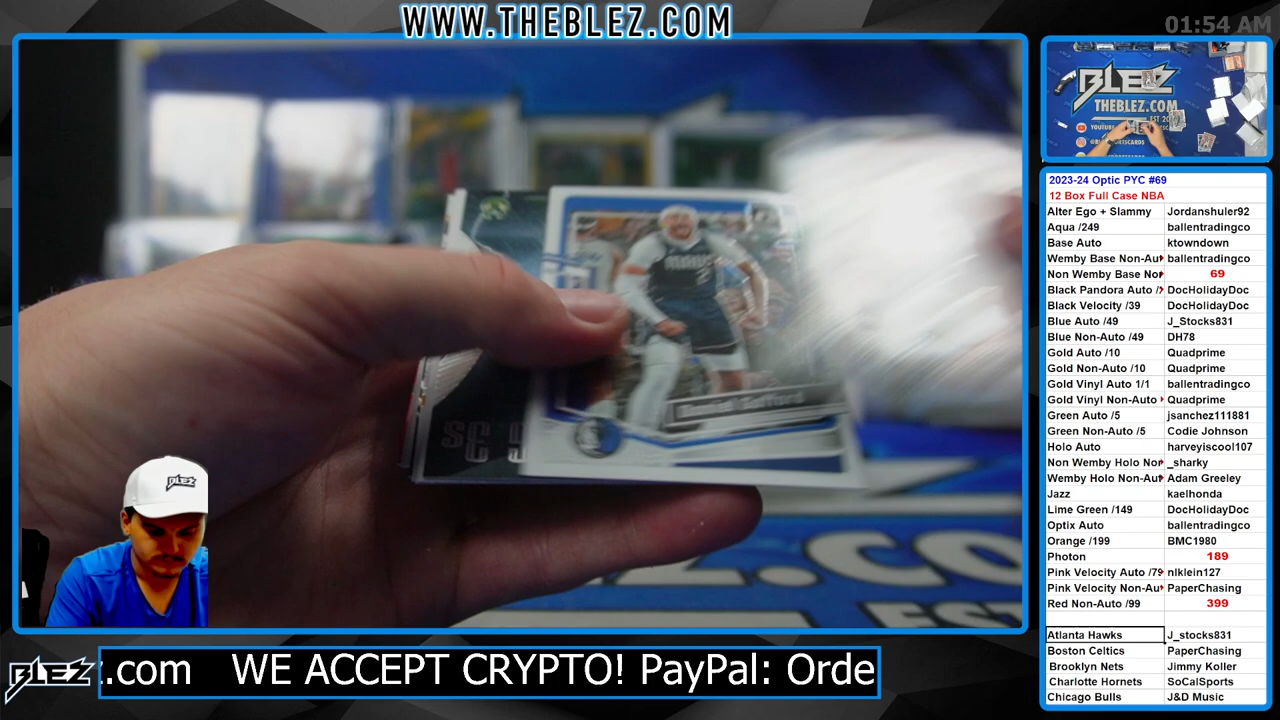 WWW.THEBLEZ.COM
01:54 AM
BLEZ
THEBLEZ.COM
2023-24 Optic PYC #69
12 Box Full Case NBA
Alter Ego + Slammy Jordanshuler92
Aqua /249 ballentradingco
Base Auto ktowndown
Wemby Base Non-Au ballentradingco
Non Wemby Base Nor 69
Black Pandora Auto / DocHolidayDoc
Black Velocity /39 DocHolidayDoc
Blue Auto /49 J_Stocks831
Blue Non-Auto /49 DH78
Gold Auto /10 Quadprime
Gold Non-Auto /10 Quadprime
Gold Vinyl Auto 1/1 ballentradingco
Gold Vinyl Non-Auto Quadprime
Green Auto /5 jsanchez111881
Green Non-Auto /5 Codie Johnson
Holo Auto harveyiscool107
Non Wemby Holo Nor _sharky
Wemby Holo Non-Aut Adam Greeley
Jazz kaelhonda
Lime Green /149 DocHolidayDoc
Optix Auto ballentradingco
Orange /199 BMC1980
Photon 189
Pink Velocity Auto /79 nlklein127
Pink Velocity Non-Au PaperChasing
Red Non-Auto /99 399
Atlanta Hawks J_stocks831
Boston Celtics PaperChasing
Brooklyn Nets Jimmy Koller
Charlotte Hornets SoCalSports
Chicago Bulls J&D Music
BLEZ
BLEZ
.com WE ACCEPT CRYPTO! PayPal: Orde